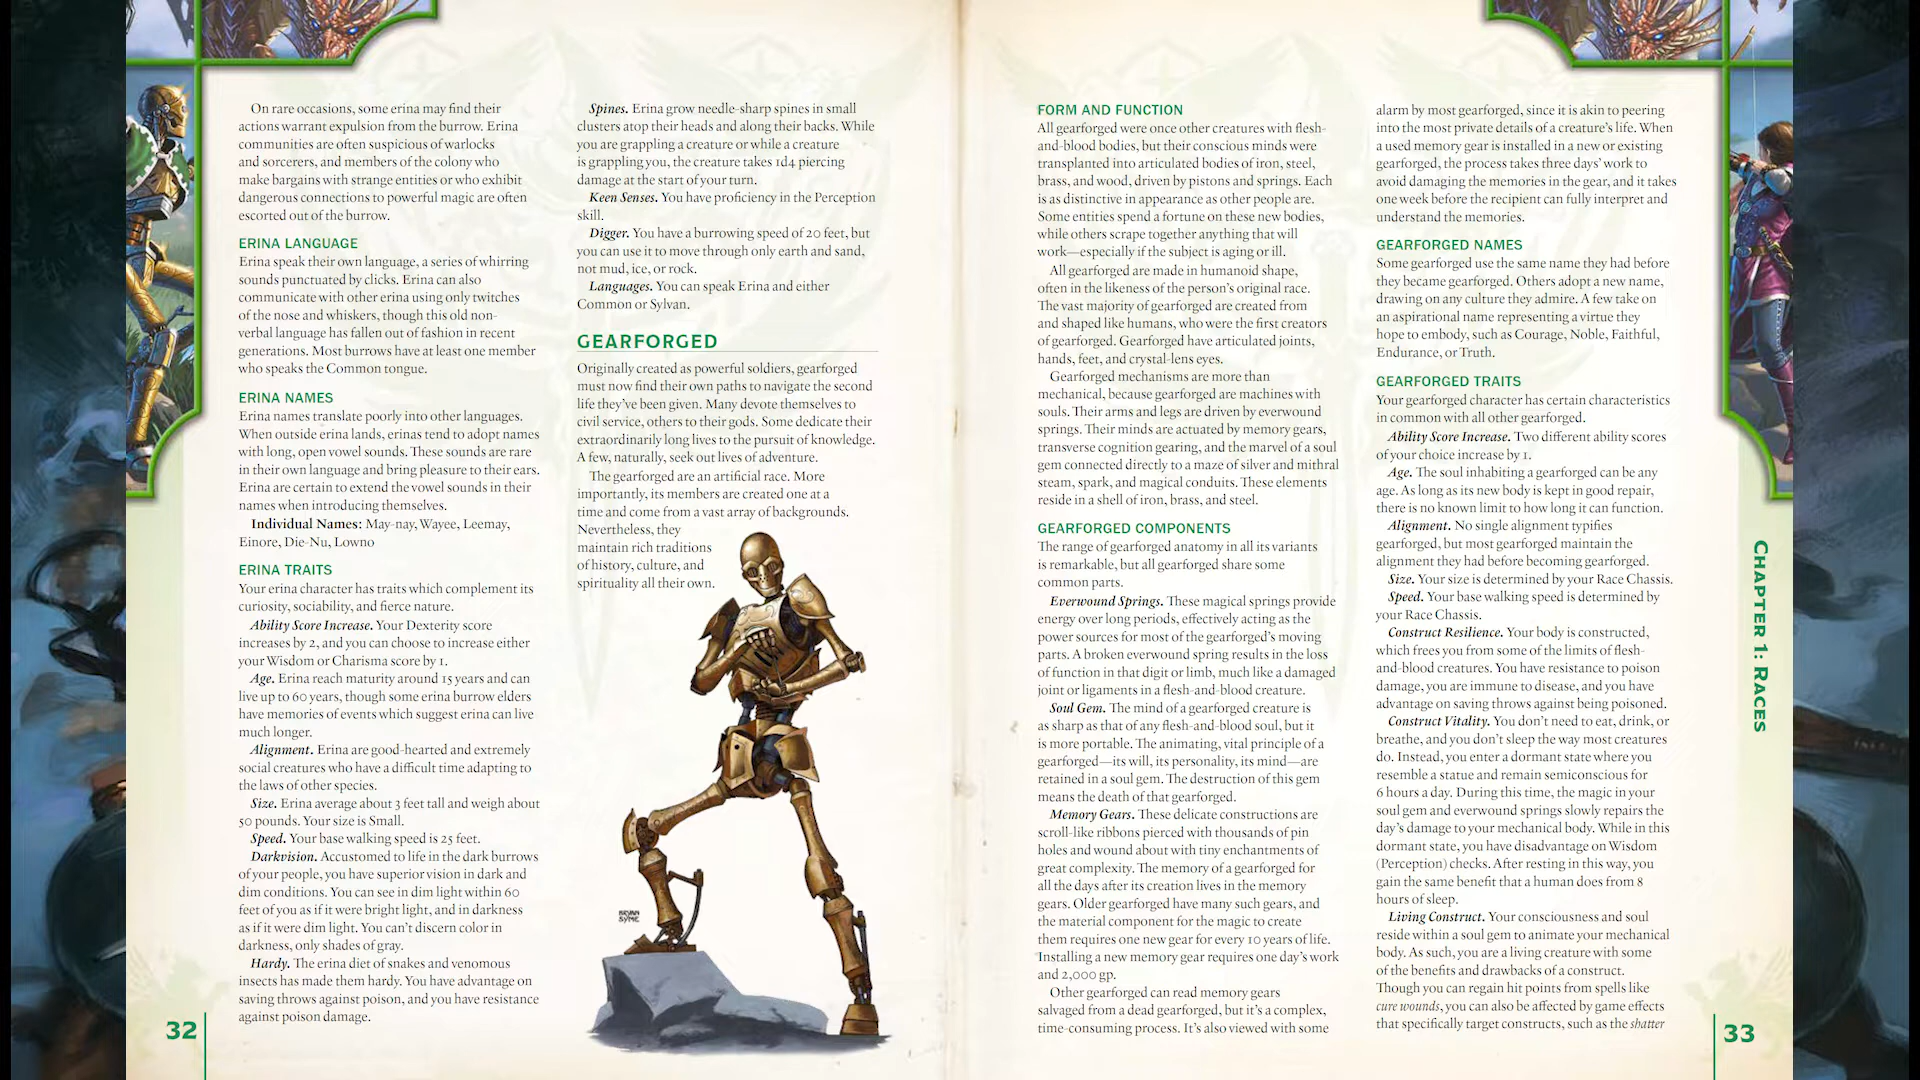 On rare occasions, some erina may find their
actions warrant expulsion from the burrow. Erina
communities are often suspicious of warlocks
and sorcerers, and members of the colony who
make bargains with strange entities or who exhibit
dangerous connections to powerful magic are often
escorted out of the burrow.
ERINA LANGUAGE
Erina speak their own language, a series of whirring
sounds punctuated by clicks. Erina can also
communicate with other erina using only twitches
of the nose and whiskers, though this old non-
verbal language has fallen out of fashion in recent
generations. Most burrows have at least one member
who speaks the Common tongue.
ERINA NAMES
Erina names translate poorly into other languages.
When outside erina lands, erinas tend to adopt names
with long, open vowel sounds. These sounds are rare
in their own language and bring pleasure to their ears.
Erina are certain to extend the vowel sounds in their
names when introducing themselves.
Individual Names: May-nay, Wayee, Leemay,
Einore, Die-Nu, Lowno
ERINA TRAITS
Your erina character has traits which complement its
curiosity, sociability, and fierce nature.
Ability Score Increase. Your Dexterity score
increases by 2, and you can choose to increase either
your Wisdom or Charisma score by 1.
Age. Erina reach maturity around 15 years and can
live up to 60 years, though some erina burrow elders
have memories of events which suggest erina can live
much longer.
Alignment. Erina are good-hearted and extremely
social creatures who have a difficult time adapting to
the laws of other species.
Size. Erina average about 3 feet tall and weigh about
50 pounds. Your size is Small.
Speed. Your base walking speed is 25 feet.
Darkvision. Accustomed to life in the dark burrows
of your people, you have superior vision in dark and
dim conditions. You can see in dim light within 60
feet of you as if it were bright light, and in darkness
as if it were dim light. You can't discern color in
darkness, only shades of gray.
Hardy. The erina diet of snakes and venomous
insects has made them hardy. You have advantage on
saving throws against poison, and you have resistance
against poison damage.
32
Spines. Erina grow needle-sharp spines in small
clusters atop their heads and along their backs. While
you are grappling a creature or while a creature
is grappling you, the creature takes 1d4 piercing
damage at the start of your turn.
Keen Senses. You have proficiency in the Perception
skill.
Digger. You have a burrowing speed of 20 feet, but
you can use it to move through only earth and sand,
not mud, ice, or rock.
Languages. You can speak Erina and either
Common or Sylvan.
GEARFORGED
Originally created as powerful soldiers, gearforged
must now find their own paths to navigate the second
life they've been given. Many devote themselves to
civil service, others to their gods. Some dedicate their
extraordinarily long lives to the pursuit of knowledge.
A few, naturally, seek out lives of adventure.
The gearforged are an artificial race. More
importantly, its members are created one at a
time and come from a vast array of backgrounds.
Nevertheless, they
maintain rich traditions
of history, culture, and
spirituality all their own.
BRYAN
SYME
FORM AND FUNCTION
All gearforged were once other creatures with flesh-
and-blood bodies, but their conscious minds were
transplanted into articulated bodies of iron, steel,
brass, and wood, driven by pistons and springs. Each
is as distinctive in appearance as other people are.
Some entities spend a fortune on these new bodies,
while others scrape together anything that will
work—especially if the subject is aging or ill.
All gearforged are made in humanoid shape,
often in the likeness of the person's original race.
The vast majority of gearforged are created from
and shaped like humans, who were the first creators
of gearforged. Gearforged have articulated joints,
hands, feet, and crystal-lens eyes.
Gearforged mechanisms are more than
mechanical, because gearforged are machines with
souls. Their arms and legs are driven by everwound
springs. Their minds are actuated by memory gears,
transverse cognition gearing, and the marvel of a soul
gem connected directly to a maze of silver and mithral
steam, spark, and magical conduits. These elements
reside in a shell of iron, brass, and steel.
GEARFORGED COMPONENTS
The range of gearforged anatomy in all its variants
is remarkable, but all gearforged share some
common parts.
Everwound Springs. These magical springs provide
energy over long periods, effectively acting as the
power sources for most of the gearforged's moving
parts. A broken everwound spring results in the loss
of function in that digit or limb, much like a damaged
joint or ligaments in a flesh-and-blood creature.
Soul Gem. The mind of a gearforged creature is
as sharp as that of any flesh-and-blood soul, but it
is more portable. The animating, vital principle of a
gearforged—its will, its personality, its mind—are
retained in a soul gem. The destruction of this gem
means the death of that gearforged.
Memory Gears. These delicate constructions are
scroll-like ribbons pierced with thousands of pin
holes and wound about with tiny enchantments of
great complexity. The memory of a gearforged for
all the days after its creation lives in the memory
gears. Older gearforged have many such gears, and
the material component for the magic to create
them requires one new gear for every 10 years of life.
Installing a new memory gear requires one day's work
and 2,000 gp.
Other gearforged can read memory gears
salvaged from a dead gearforged, but it's a complex,
time-consuming process. It's also viewed with some
alarm by most gearforged, since it is akin to peering
into the most private details of a creature's life. When
a used memory gear is installed in a new or existing
gearforged, the process takes three days' work to
avoid damaging the memories in the gear, and it takes
one week before the recipient can fully interpret and
understand the memories.
GEARFORGED NAMES
Some gearforged use the same name they had before
they became gearforged. Others adopt a new name,
drawing on any culture they admire. A few take on
an aspirational name representing a virtue they
hope to embody, such as Courage, Noble, Faithful,
Endurance, or Truth.
GEARFORGED TRAITS
Your gearforged character has certain characteristics
in common with all other gearforged.
Ability Score Increase. Two different ability scores
of your choice increase by 1.
Age. The soul inhabiting a gearforged can be any
age. As long as its new body is kept in good repair,
there is no known limit to how long it can function.
Alignment. No single alignment typifies
gearforged, but most gearforged maintain the
alignment they had before becoming gearforged.
Size. Your size is determined by your Race Chassis.
Speed. Your base walking speed is determined by
your Race Chassis.
Construct Resilience. Your body is constructed,
which frees you from some of the limits of flesh-
and-blood creatures. You have resistance to poison
damage, you are immune to disease, and you have
advantage on saving throws against being poisoned.
Construct Vitality. You don't need to eat, drink, or
breathe, and you don't sleep the way most creatures
do. Instead, you enter a dormant state where you
resemble a statue and remain semiconscious for
6 hours a day. During this time, the magic in your
soul gem and everwound springs slowly repairs the
day's damage to your mechanical body. While in this
dormant state, you have disadvantage on Wisdom
(Perception) checks. After resting in this way, you
gain the same benefit that a human does from 8
hours of sleep.
Living Construct. Your consciousness and soul
reside within a soul gem to animate your mechanical
body. As such, you are a living creature with some
of the benefits and drawbacks of a construct.
Though you can regain hit points from spells like
cure wounds, you can also be affected by game effects
that specifically target constructs, such as the shatter
CHAPTER 1: RACES
33